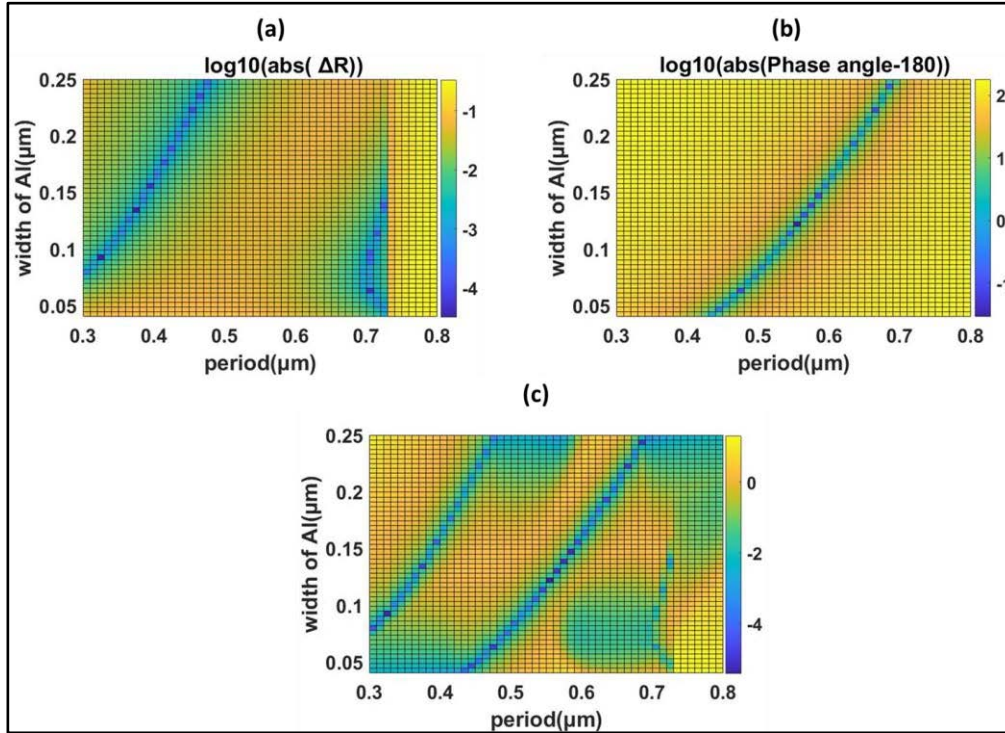 (a)
log10(abs( ΔR))
0.25
0.2
0.15
0.1
0.05
width of Al(μm)
0.3 0.4 0.5 0.6 0.7 0.8
period(μm)
-1
-2
-3
-4
(b)
log10(abs(Phase angle-180))
0.25
0.2
0.15
0.1
0.05
width of Al(μm)
0.3 0.4 0.5 0.6 0.7 0.8
period(μm)
2
1
0
-1
(c)
0.25
0.2
0.15
0.1
0.05
width of Al(μm)
0.3 0.4 0.5 0.6 0.7 0.8
period(μm)
0
-2
-4